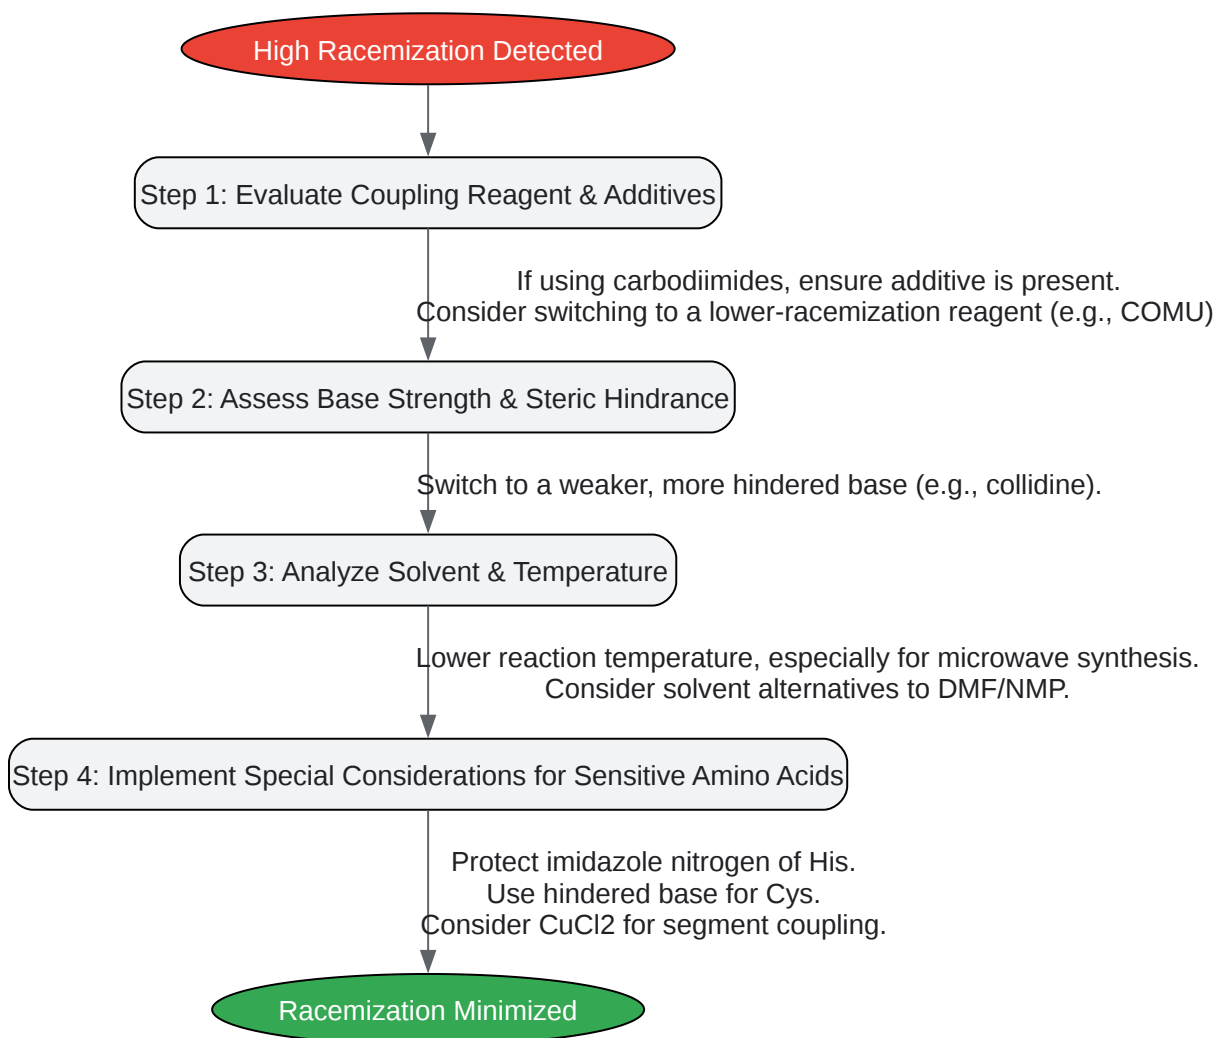 High Racemization Detected
Step 1: Evaluate Coupling Reagent & Additives
If using carbodiimides, ensure additive is present.
Consider switching to a lower-racemization reagent (e.g., COMU)
Step 2: Assess Base Strength & Steric Hindrance
Switch to a weaker, more hindered base (e.g., collidine).
Step 3: Analyze Solvent & Temperature
Lower reaction temperature, especially for microwave synthesis.
Consider solvent alternatives to DMF/NMP.
Step 4: Implement Special Considerations for Sensitive Amino Acids
Protect imidazole nitrogen of His.
Use hindered base for Cys.
Consider CuCl2 for segment coupling.
Racemization Minimized